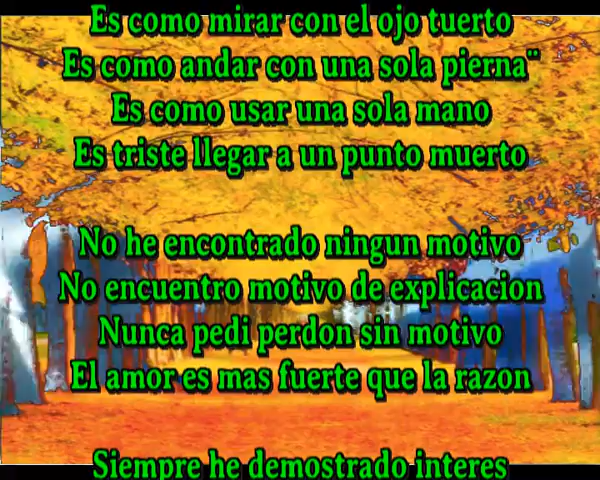 Es como mirar con el ojo tuerto
Es como andar con una sola pierna¨
Es como usar una sola mano
Es triste llegar a un punto muerto
No he encontrado ningun motivo
No encuentro motivo de explicacion
Nunca pedi perdon sin motivo
El amor es mas fuerte que la razon
Siempre he demostrado interes